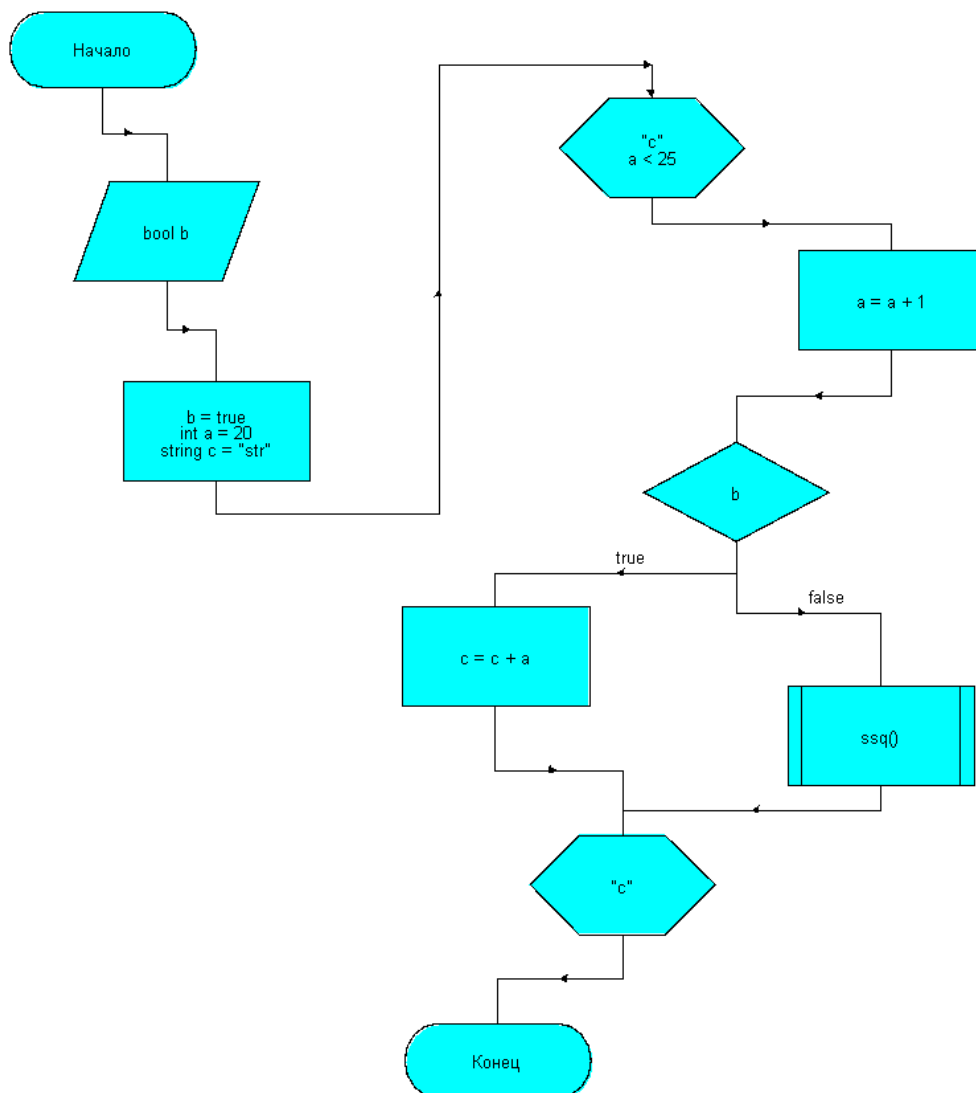 Начало
bool b
b = true
int a = 20
string c = "str"
"c"
a < 25
a = a + 1
b
true
false
c = c + a
ssq()
"c"
Конец